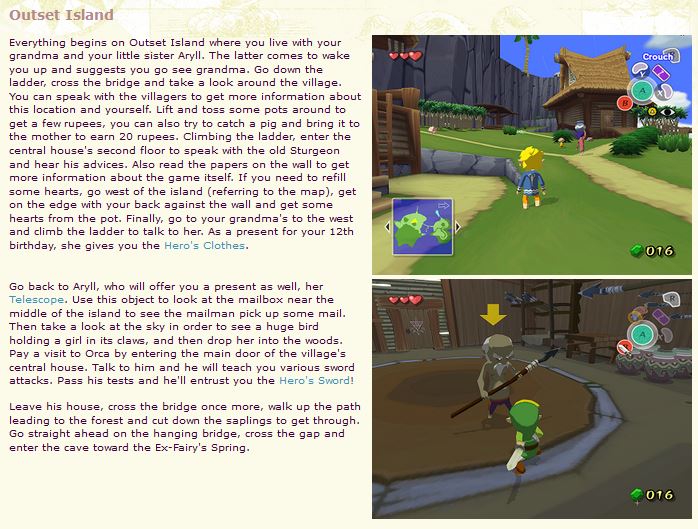 Outset Island
Everything begins on Outset Island where you live with your
grandma and your little sister Aryll. The latter comes to wake
you up and suggests you go see grandma. Go down the
ladder, cross the bridge and take a look around the village.
You can speak with the villagers to get more information about
this location and yourself. Lift and toss some pots around to
get a few rupees, you can also try to catch a pig and bring it to
the mother to earn 20 rupees. Climbing the ladder, enter the
central house's second floor to speak with the old Sturgeon
and hear his advices. Also read the papers on the wall to get
more information about the game itself. If you need to refill
some hearts, go west of the island (referring to the map), get
on the edge with your back against the wall and get some
hearts from the pot. Finally, go to your grandma's to the west
and climb the ladder to talk to her. As a present for your 12th
birthday, she gives you the Hero's Clothes.
Go back to Aryll, who will offer you a present as well, her
Telescope. Use this object to look at the mailbox near the
middle of the island to see the mailman pick up some mail.
Then take a look at the sky in order to see a huge bird
holding a girl in its claws, and then drop her into the woods.
Pay a visit to Orca by entering the main door of the village's
central house. Talk to him and he will teach you various sword
attacks. Pass his tests and he'll entrust you the Hero's Sword!
Leave his house, cross the bridge once more, walk up the path
leading to the forest and cut down the saplings to get through.
Go straight ahead on the hanging bridge, cross the gap and
enter the cave toward the Ex-Fairy's Spring.
Crouch
R
Y
X
A
B
016
R
A
016